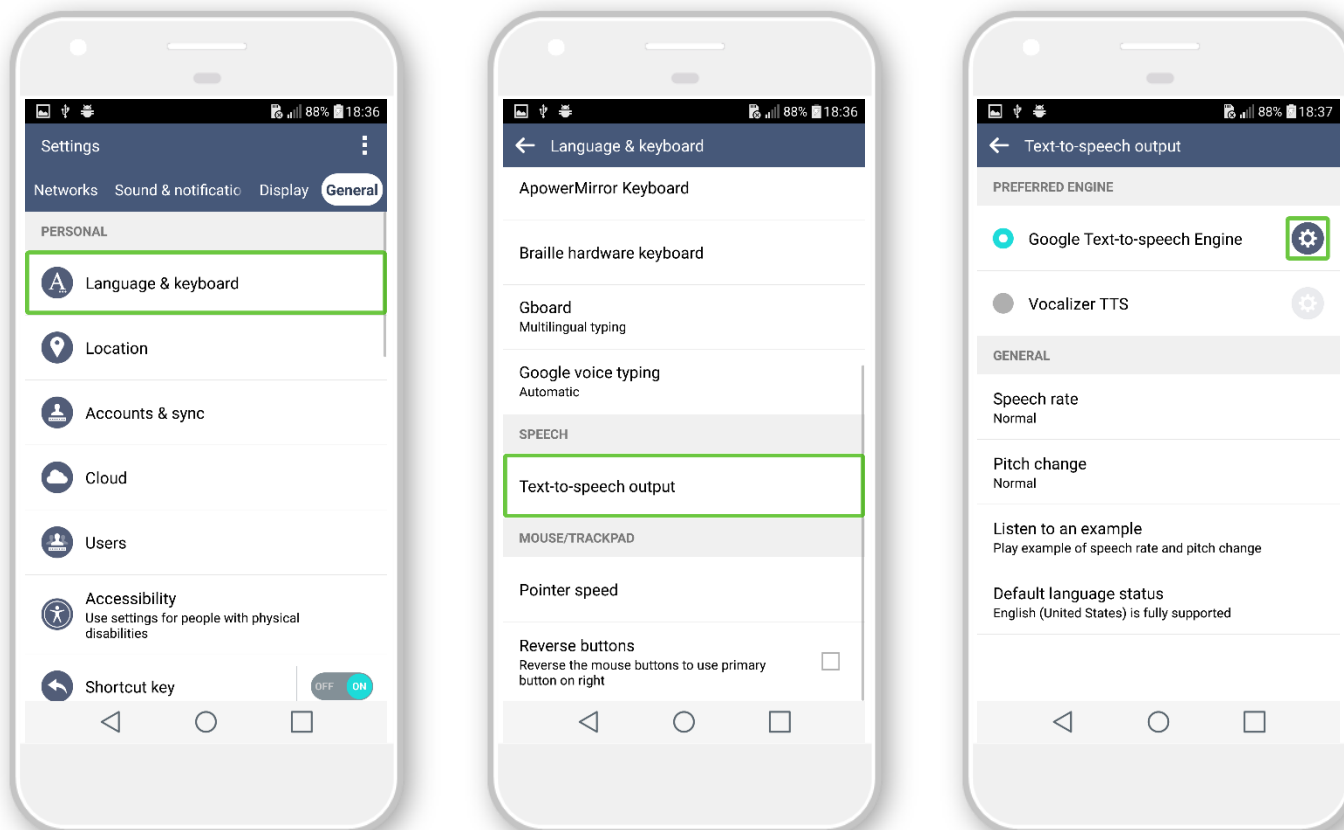 88% 18:36
Settings
Networks Sound & notificatio Display General
PERSONAL
Language & keyboard
Location
Accounts & sync
Cloud
Users
Accessibility
Use settings for people with physical
disabilities
Shortcut key
OFF ON
88% 18:36
Language & keyboard
ApowerMirror Keyboard
Braille hardware keyboard
Gboard
Multilingual typing
Google voice typing
Automatic
SPEECH
Text-to-speech output
MOUSE/TRACKPAD
Pointer speed
Reverse buttons
Reverse the mouse buttons to use primary
button on right
88% 18:37
Text-to-speech output
PREFERRED ENGINE
Google Text-to-speech Engine
Vocalizer TTS
GENERAL
Speech rate
Normal
Pitch change
Normal
Listen to an example
Play example of speech rate and pitch change
Default language status
English (United States) is fully supported